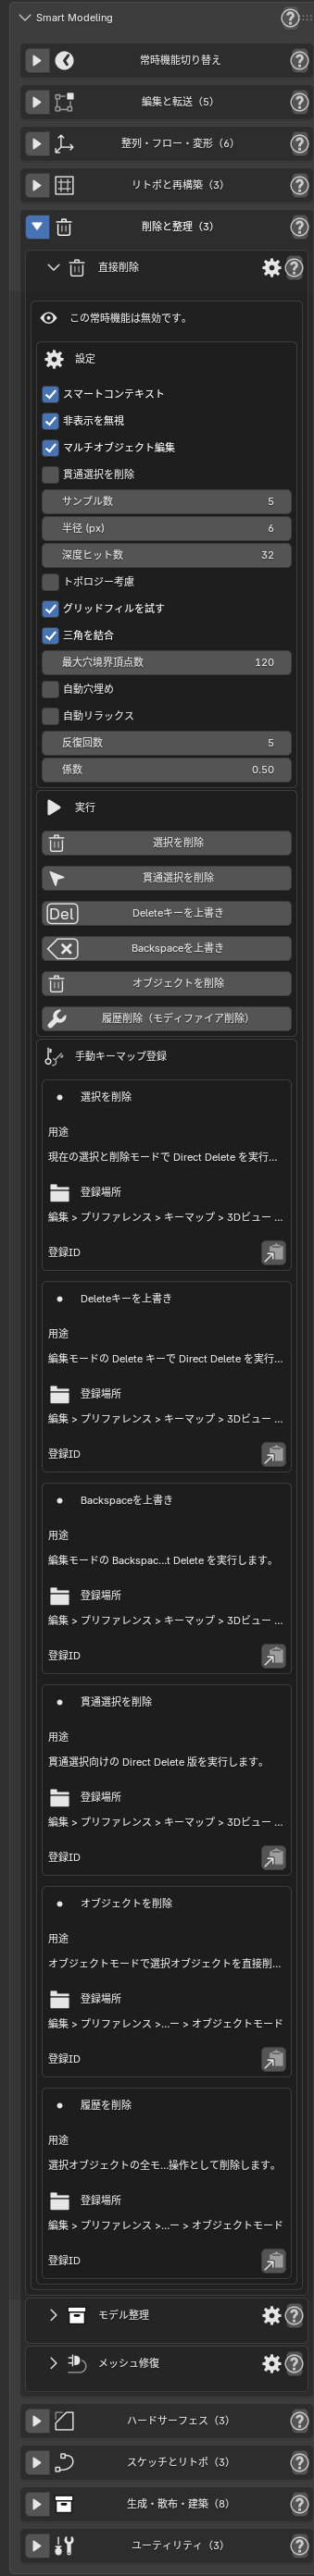 Smart Modeling
常時機能切り替え
編集と転送（5）
整列・フロー・変形（6）
リトポと再構築（3）
削除と整理（3）
直接削除
この常時機能は無効です。
設定
スマートコンテキスト
非表示を無視
マルチオブジェクト編集
貫通選択を削除
サンプル数 5
半径 (px) 6
深度ヒット数 32
トポロジー考慮
グリッドフィルを試す
三角を結合
最大穴境界頂点数 120
自動穴埋め
自動リラックス
反復回数 5
係数 0.50
実行
選択を削除
貫通選択を削除
Del Deleteキーを上書き
Backspaceを上書き
オブジェクトを削除
履歴削除（モディファイア削除）
手動キーマップ登録
選択を削除
用途
現在の選択と削除モードで Direct Delete を実行...
登録場所
編集 > プリファレンス > キーマップ > 3Dビュー ...
登録ID
Deleteキーを上書き
用途
編集モードの Delete キーで Direct Delete を実行...
登録場所
編集 > プリファレンス > キーマップ > 3Dビュー ...
登録ID
Backspaceを上書き
用途
編集モードの Backspac...t Delete を実行します。
登録場所
編集 > プリファレンス > キーマップ > 3Dビュー ...
登録ID
貫通選択を削除
用途
貫通選択向けの Direct Delete 版を実行します。
登録場所
編集 > プリファレンス > キーマップ > 3Dビュー ...
登録ID
オブジェクトを削除
用途
オブジェクトモードで選択オブジェクトを直接削...
登録場所
編集 > プリファレンス >...ー > オブジェクトモード
登録ID
履歴を削除
用途
選択オブジェクトの全モ...操作として削除します。
登録場所
編集 > プリファレンス >...ー > オブジェクトモード
登録ID
モデル整理
メッシュ修復
ハードサーフェス（3）
スケッチとリトポ（3）
生成・散布・建築（8）
ユーティリティ（3）